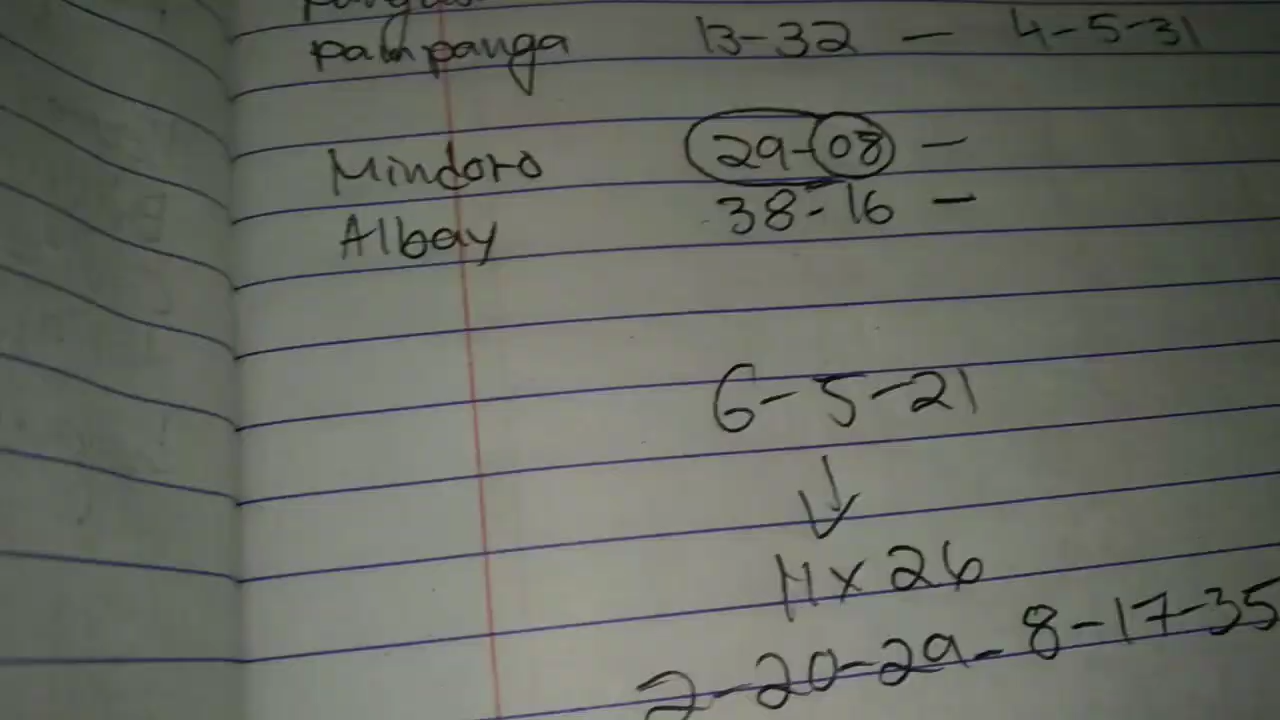 pampanga 13-32 — 4-5-31
Mindoro 29-08 —
Albay 38-16 —
6-5-21
↓
11x26
2-20-29-8-17-35